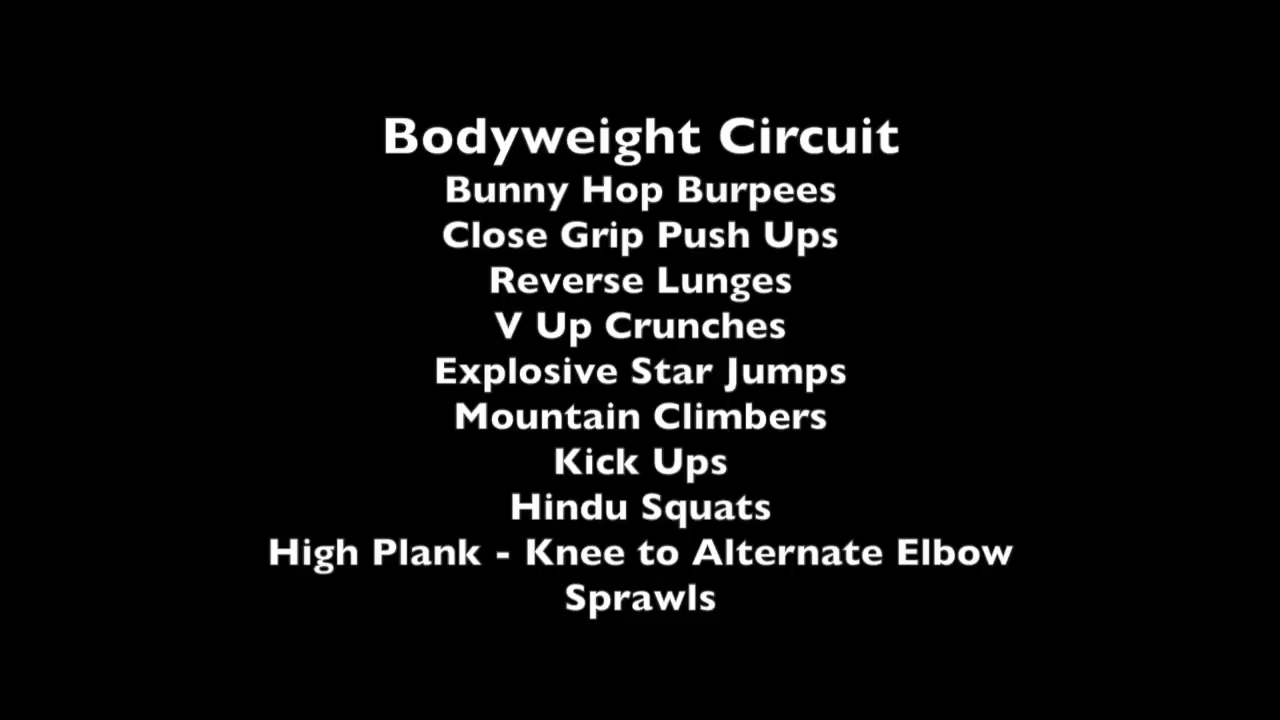 Bodyweight Circuit
Bunny Hop Burpees
Close Grip Push Ups
Reverse Lunges
V Up Crunches
Explosive Star Jumps
Mountain Climbers
Kick Ups
Hindu Squats
High Plank - Knee to Alternate Elbow
Sprawls